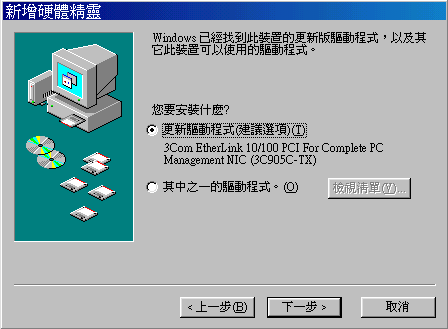 新增硬體精靈
Windows 已經找到此裝置的更新版驅動程式，以及其
它此裝置可以使用的驅動程式。
您要安裝什麼?
更新驅動程式(建議選項)(I)
3Com EtherLink 10/100 PCI For Complete PC
Management NIC (3C905C-TX)
其中之一的驅動程式。(O)
檢視清單(V)...
< 上一步(B)
下一步 >
取消